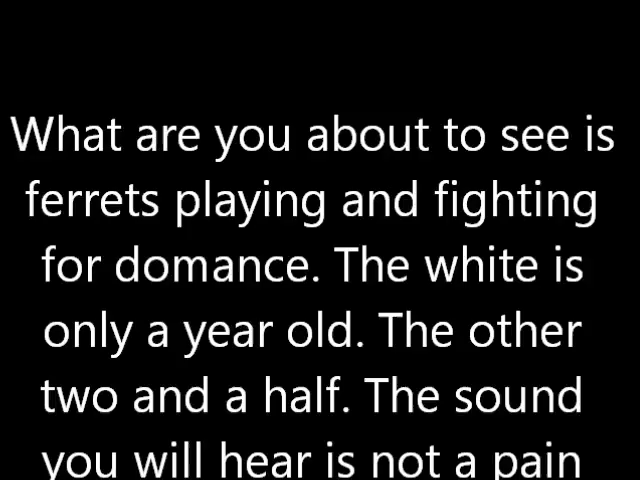 What are you about to see is
ferrets playing and fighting
for domance. The white is
only a year old. The other
two and a half. The sound
you will hear is not a pain